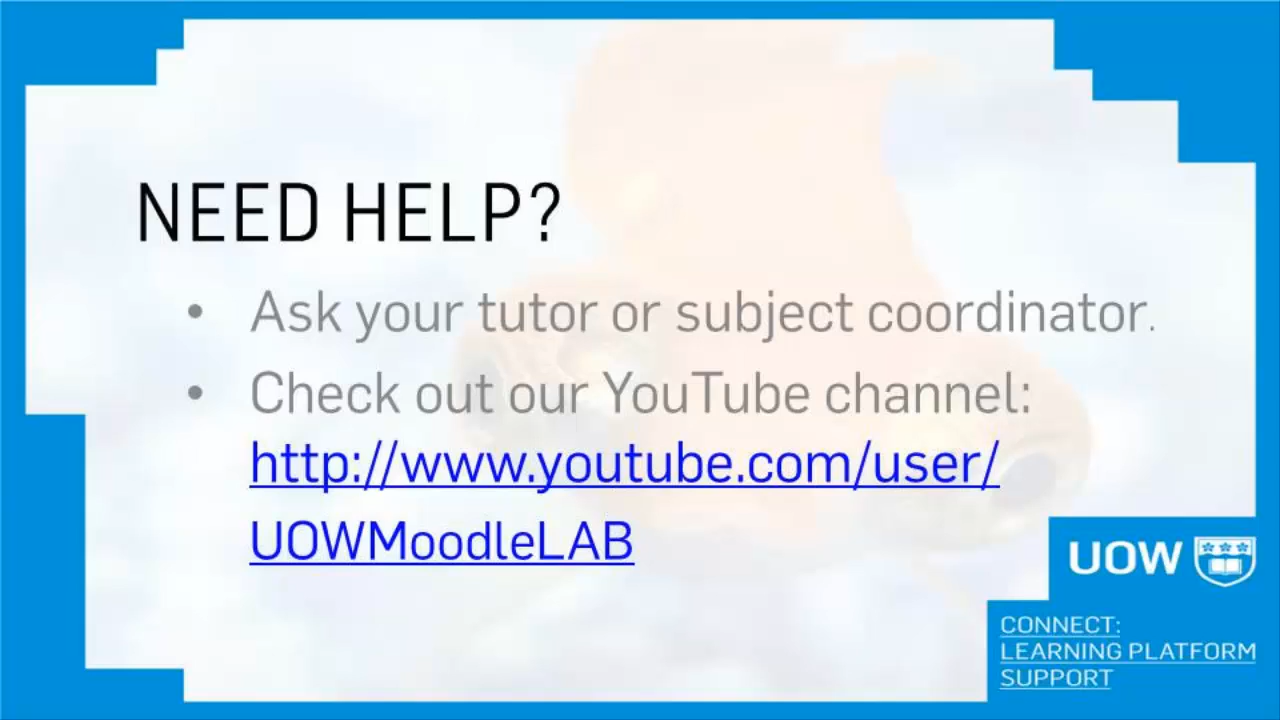 NEED HELP?
• Ask your tutor or subject coordinator.
• Check out our YouTube channel:
http://www.youtube.com/user/
UOWMoodleLAB
UOW
CONNECT:
LEARNING PLATFORM
SUPPORT